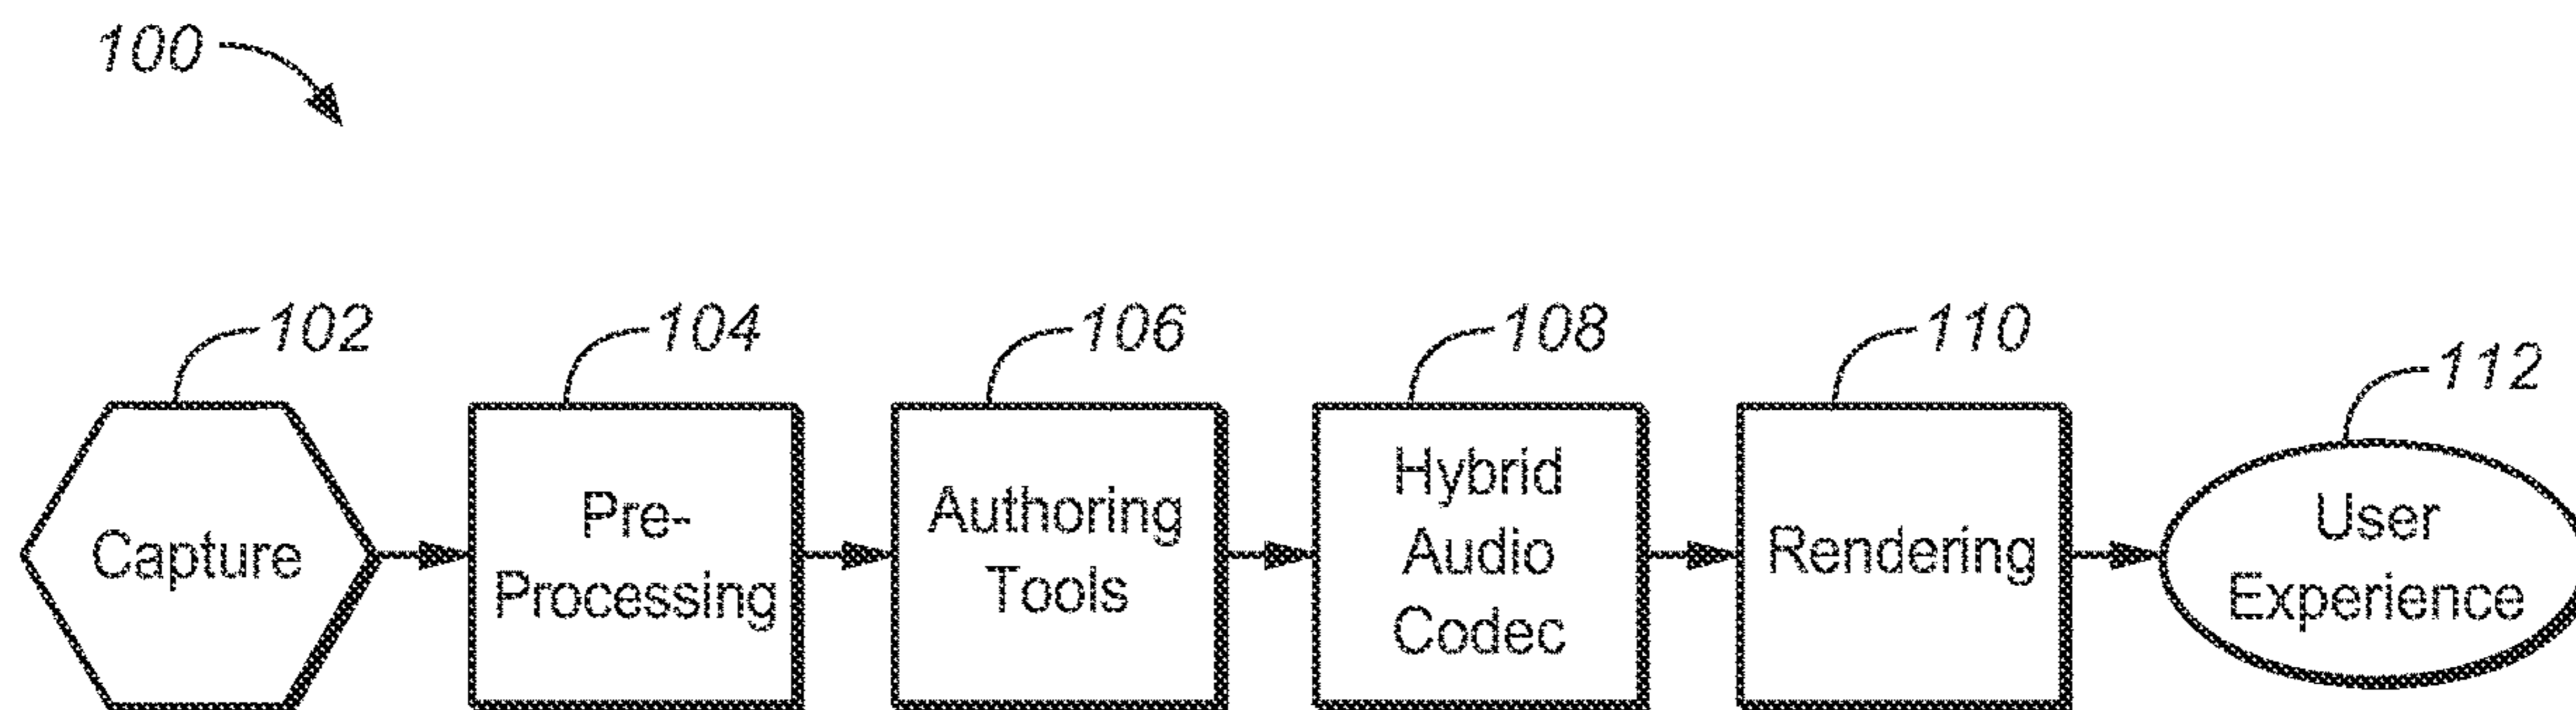 100
102
104
106
108
110
112
Capture
Pre-
Processing
Authoring
Tools
Hybrid
Audio
Codec
Rendering
User
Experience